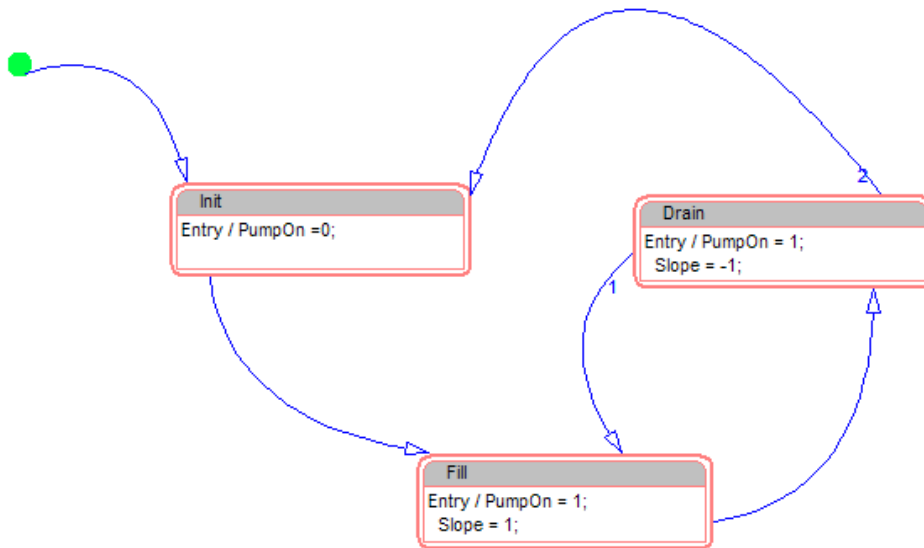 Init
Entry / PumpOn =0;
2
Drain
Entry / PumpOn = 1;
Slope = -1;
1
Fill
Entry / PumpOn = 1;
Slope = 1;